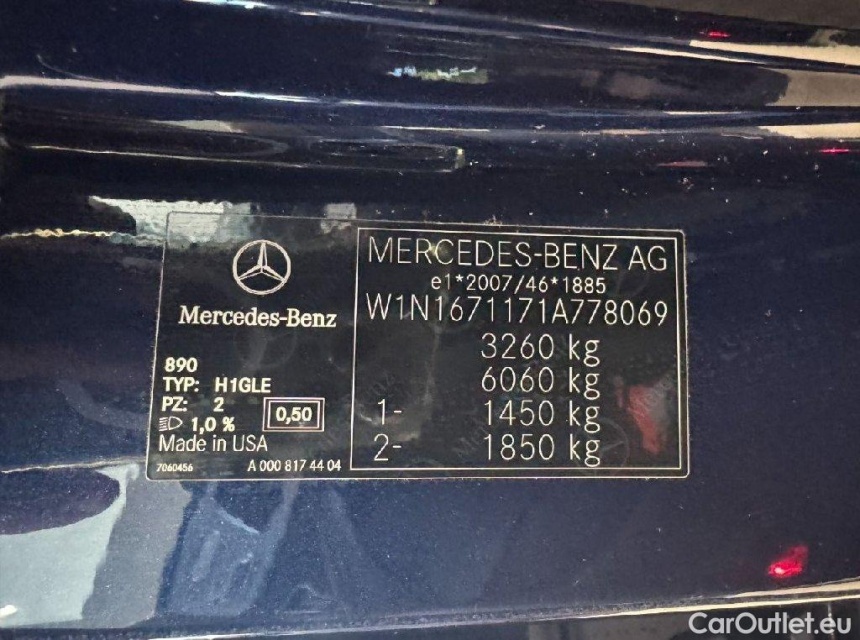 Mercedes-Benz
890
TYP: H1GLE
PZ: 2
1,0 %
0,50
Made in USA
7060456
A 000 817 44 04
MERCEDES-BENZ AG
e1*2007/46*1885
W1N1671171A778069
3260 kg
6060 kg
1- 1450 kg
2- 1850 kg
CarOutlet.eu